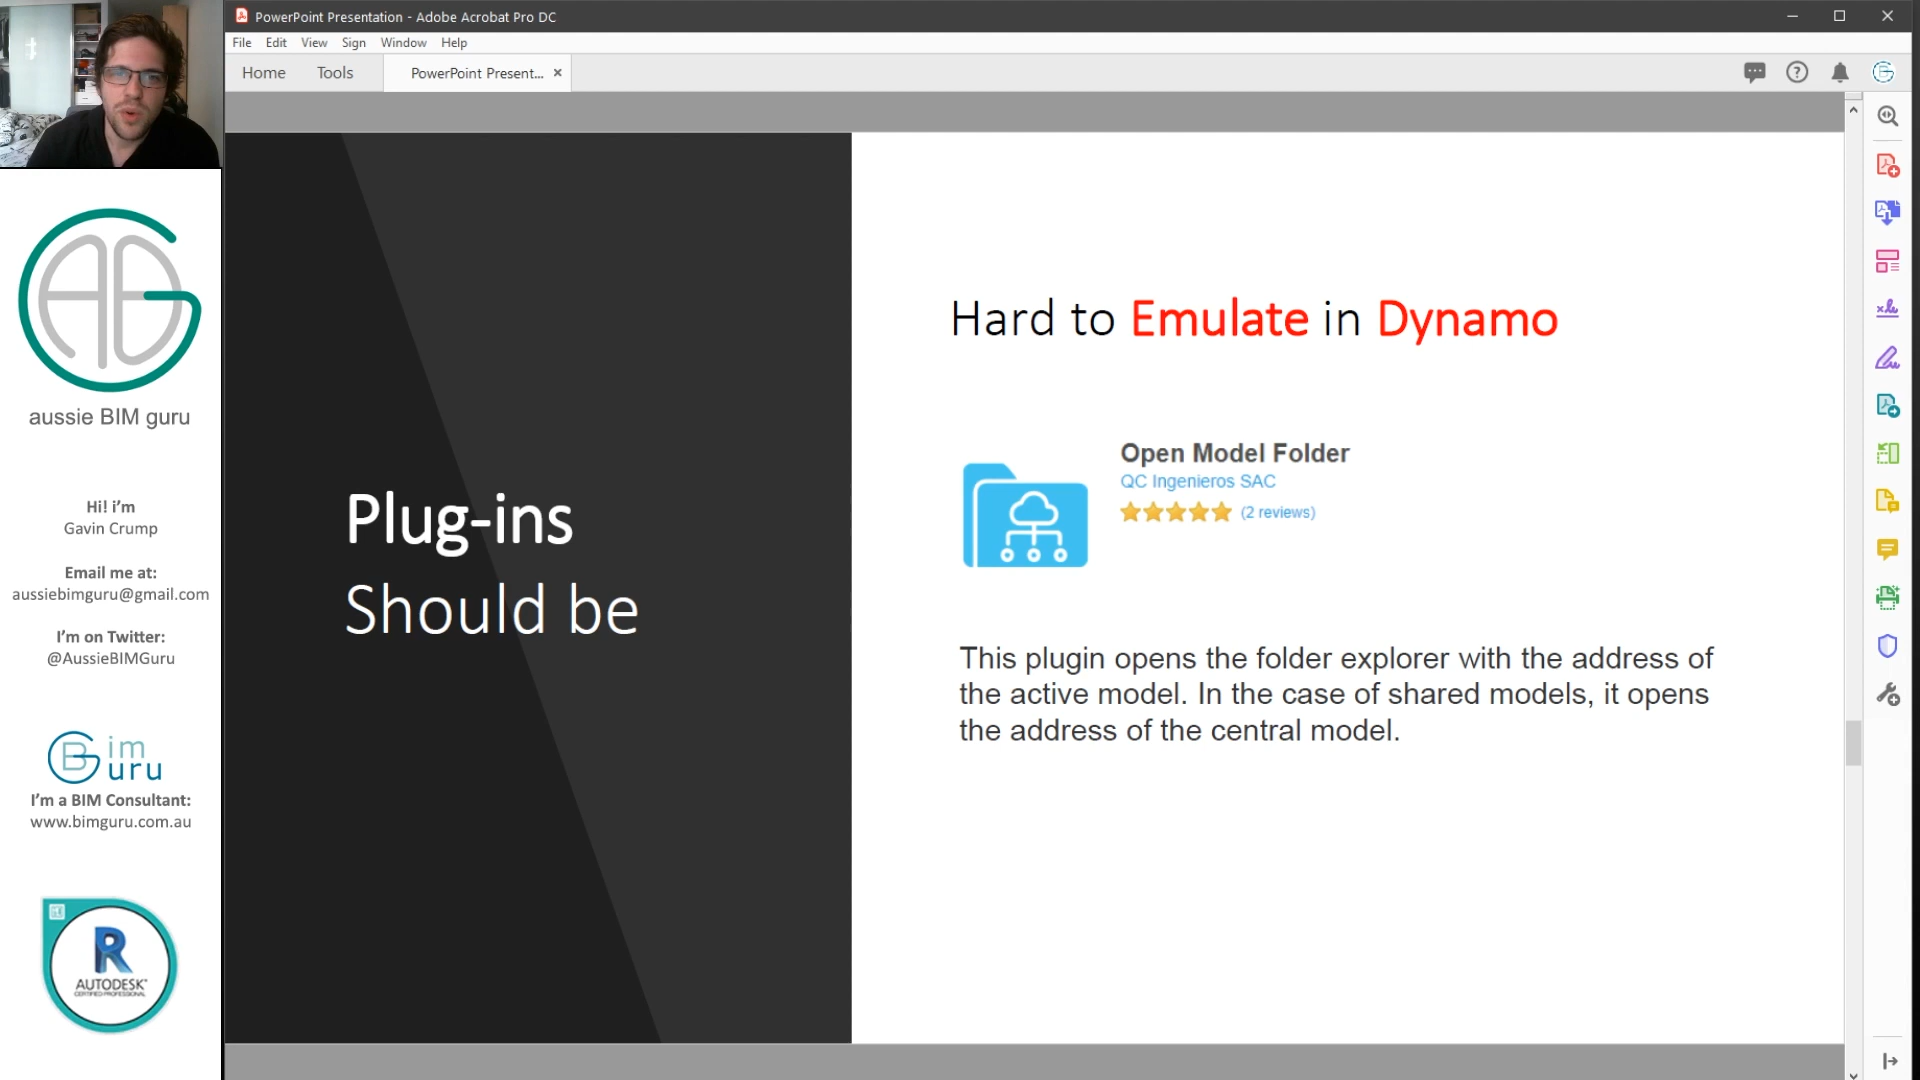 PowerPoint Presentation - Adobe Acrobat Pro DC
File Edit View Sign Window Help
Home Tools PowerPoint Present... ×
aussie BIM guru
Hi! i'm
Gavin Crump
Email me at:
aussiebimguru@gmail.com
I'm on Twitter:
@AussieBIMGuru
B im
G uru
I'm a BIM Consultant:
www.bimguru.com.au
R
AUTODESK
CERTIFIED PROFESSIONAL
Plug-ins
Should be
Hard to Emulate in Dynamo
Open Model Folder
QC Ingenieros SAC
(2 reviews)
This plugin opens the folder explorer with the address of
the active model. In the case of shared models, it opens
the address of the central model.